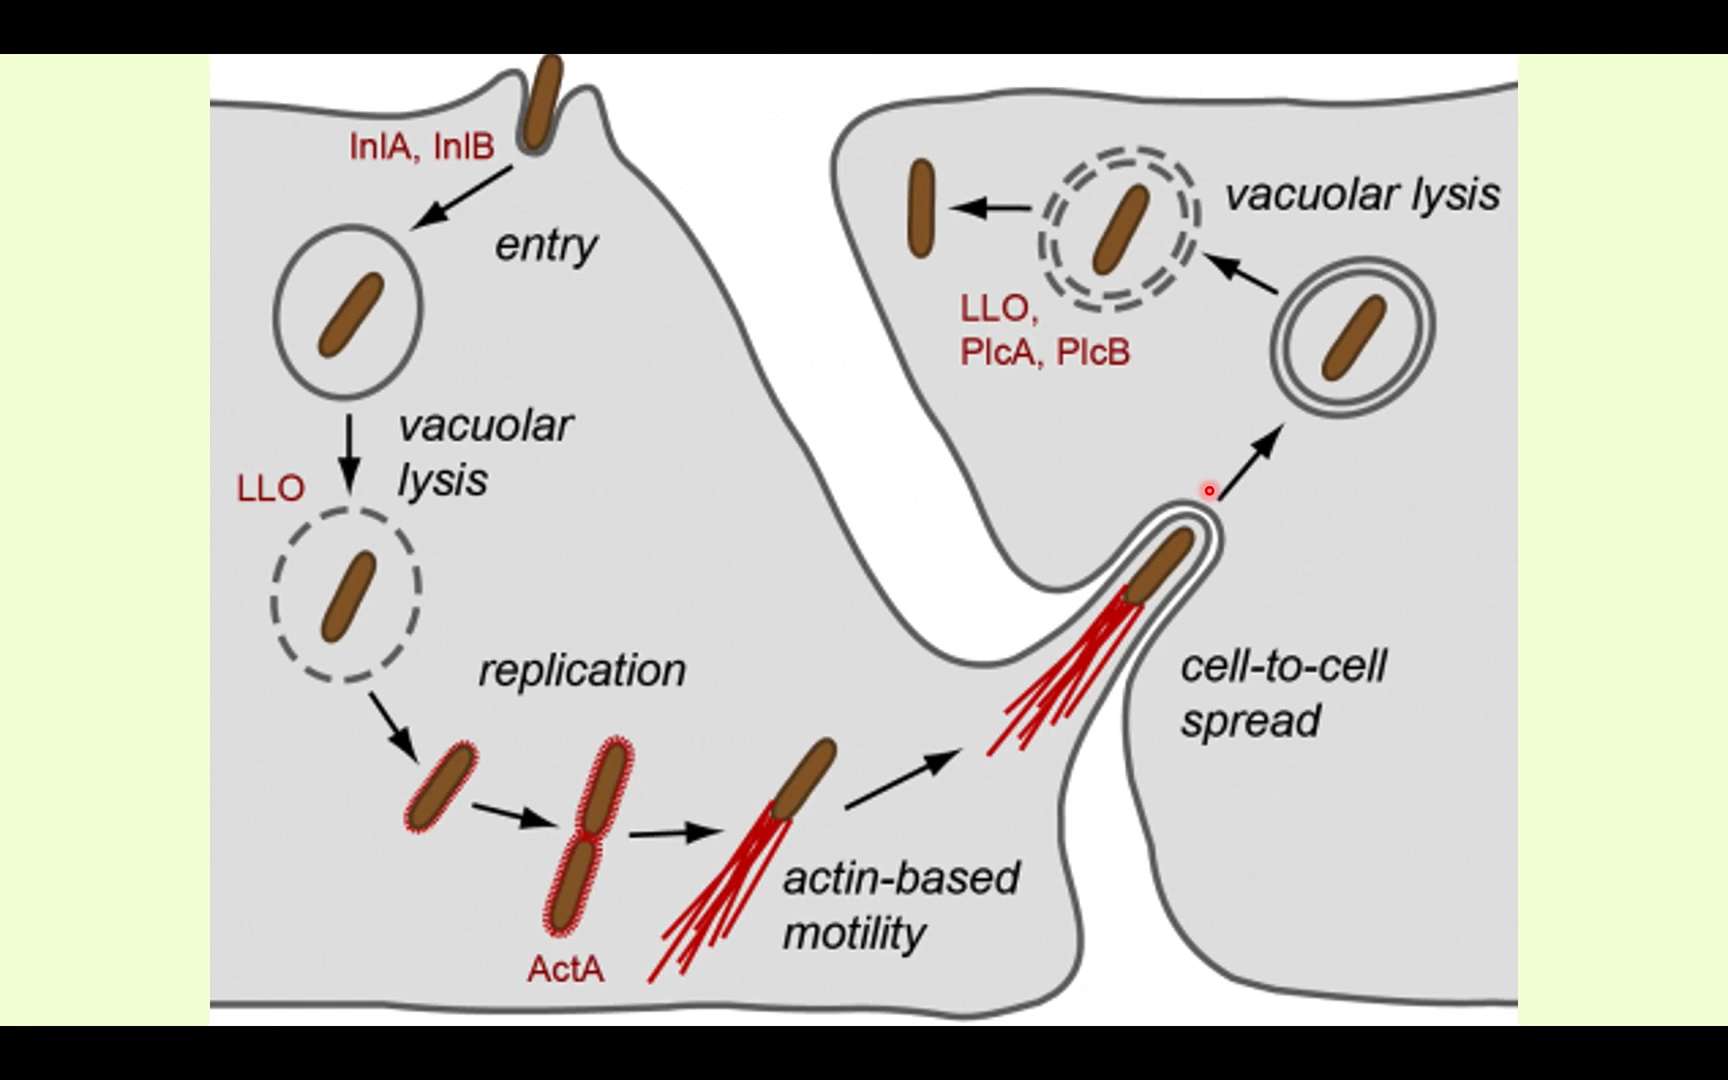 InlA, InlB
entry
vacuolar
lysis
LLO
replication
ActA
actin-based
motility
cell-to-cell
spread
vacuolar lysis
LLO,
PlcA, PlcB